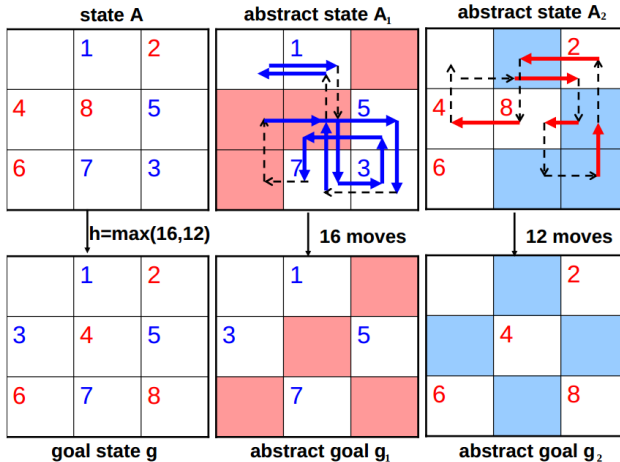 state A
abstract state A₁
abstract state A₂
1 2
4 8 5
6 7 3
1
5
7 3
2
4 8
6
h=max(16,12)
16 moves
12 moves
1 2
3 4 5
6 7 8
1
3 5
7
2
4
6 8
goal state g
abstract goal g₁
abstract goal g₂